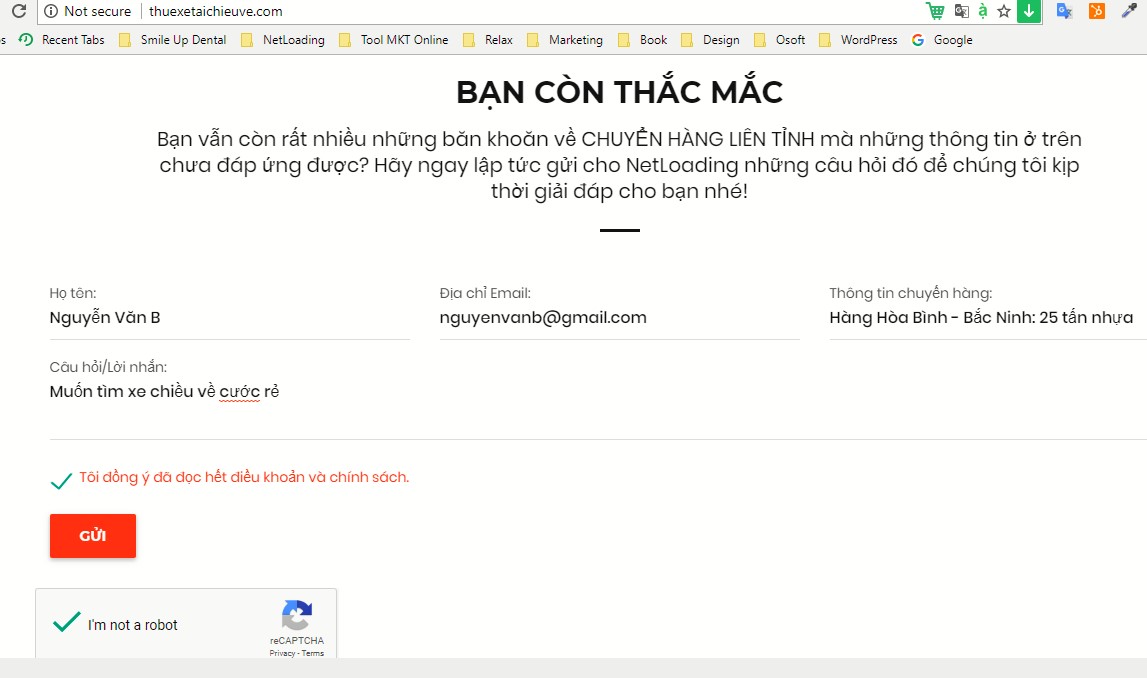 Not secure thuexetaichieuve.com
Recent Tabs Smile Up Dental NetLoading Tool MKT Online Relax Marketing Book Design Osoft WordPress Google
BẠN CÒN THẮC MẮC
Bạn vẫn còn rất nhiều những băn khoăn về CHUYỂN HÀNG LIÊN TỈNH mà những thông tin ở trên
chưa đáp ứng được? Hãy ngay lập tức gửi cho NetLoading những câu hỏi đó để chúng tôi kịp
thời giải đáp cho bạn nhé!
Họ tên: Địa chỉ Email: Thông tin chuyến hàng:
Nguyễn Văn B nguyenvanb@gmail.com Hàng Hòa Bình - Bắc Ninh: 25 tấn nhựa
Câu hỏi/Lời nhắn:
Muốn tìm xe chiều về cước rẻ
Tôi đồng ý đã đọc hết điều khoản và chính sách.
GỬI
I'm not a robot
reCAPTCHA
Privacy - Terms